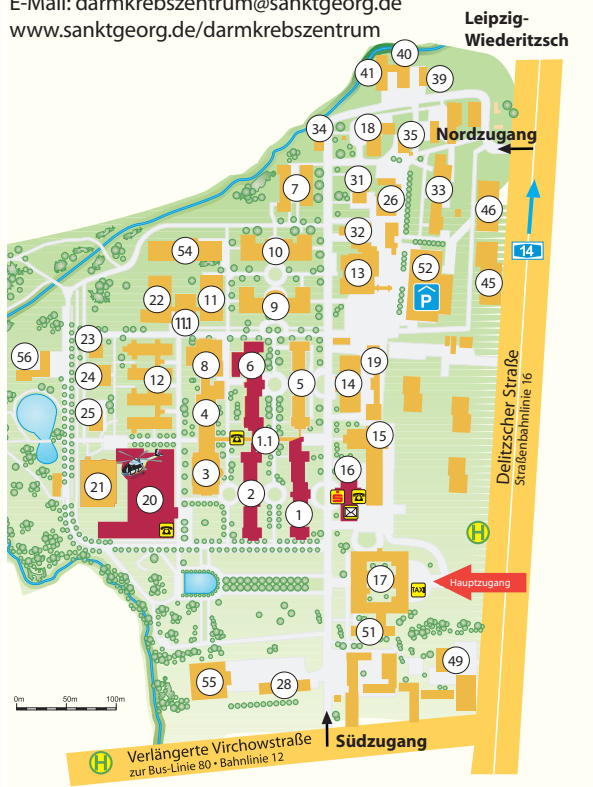 E-Mail: darmkrebszentrum@sanktgeorg.de
www.sanktgeorg.de/darmkrebszentrum
Leipzig-
Wiederitzsch
40
41
39
34
18
35
Nordzugang
7
31
26
33
46
32
54
10
14
13
52
P
45
22
11
9
11.1
23
56
8
6
19
24
12
5
14
25
4
1.1
15
Delitzscher Straße
Straßenbahnlinie 16
3
16
21
20
2
1
S
H
17
Hauptzugang
TAXI
51
49
55
28
0m 50m 100m
Südzugang
H
Verlängerte Virchowstraße
zur Bus-Linie 80 • Bahnlinie 12